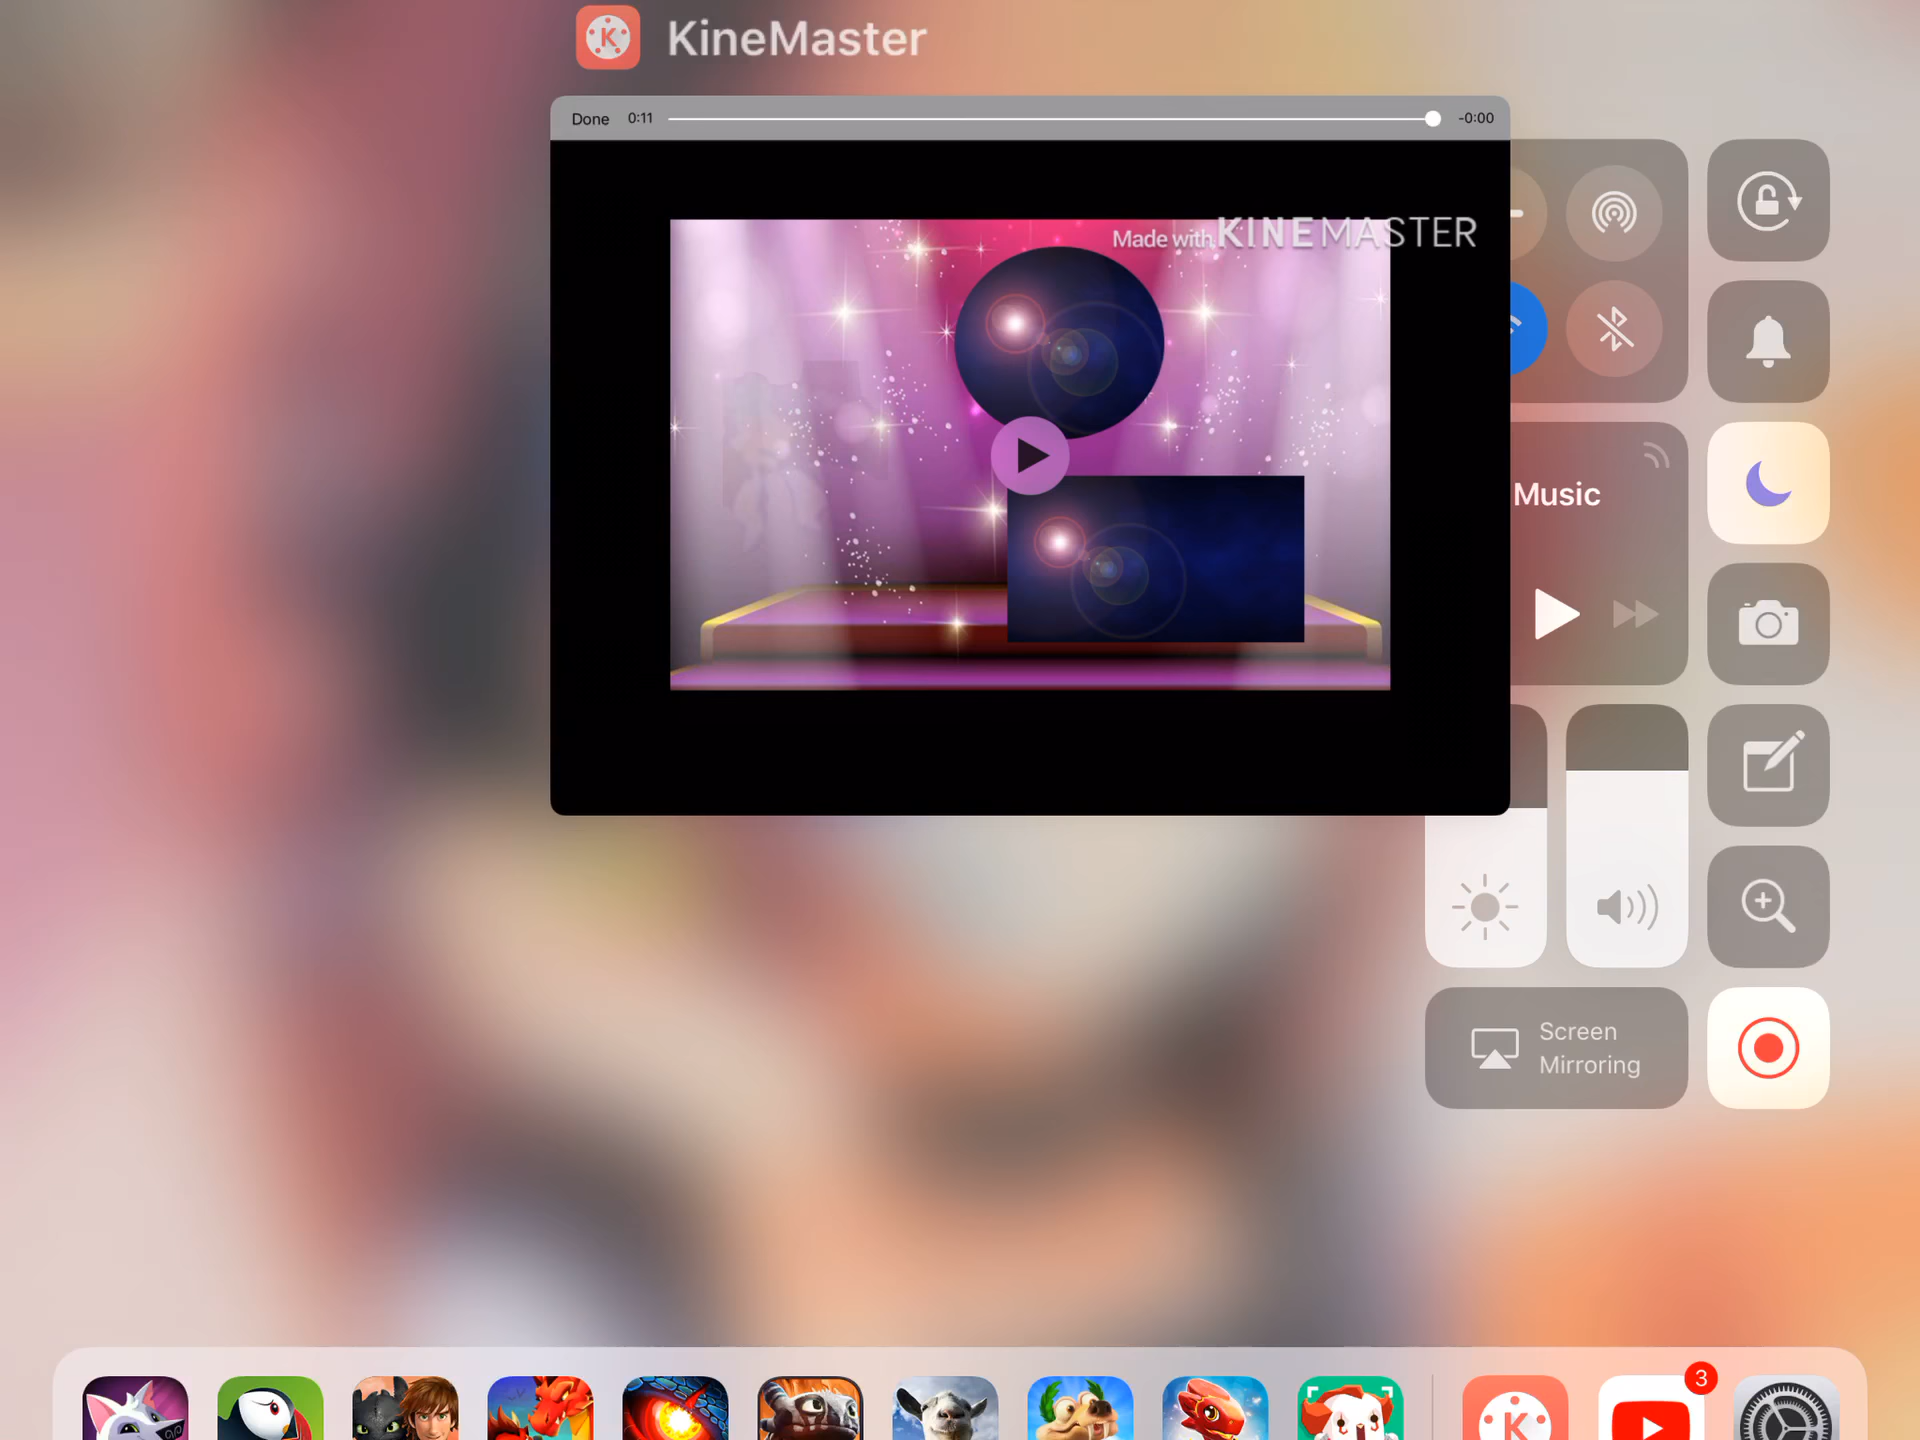 KineMaster
Done 0:11 -0:00
Made with KINEMASTER
Music
Screen
Mirroring
3